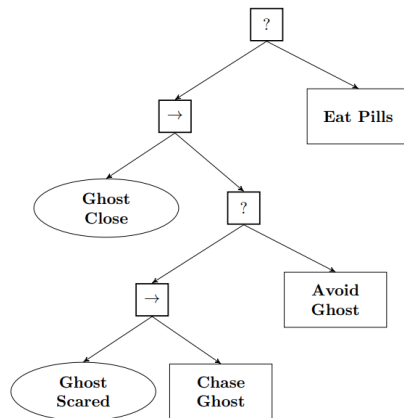 ?
→
Eat Pills
Ghost
Close
?
→
Avoid
Ghost
Ghost
Scared
Chase
Ghost